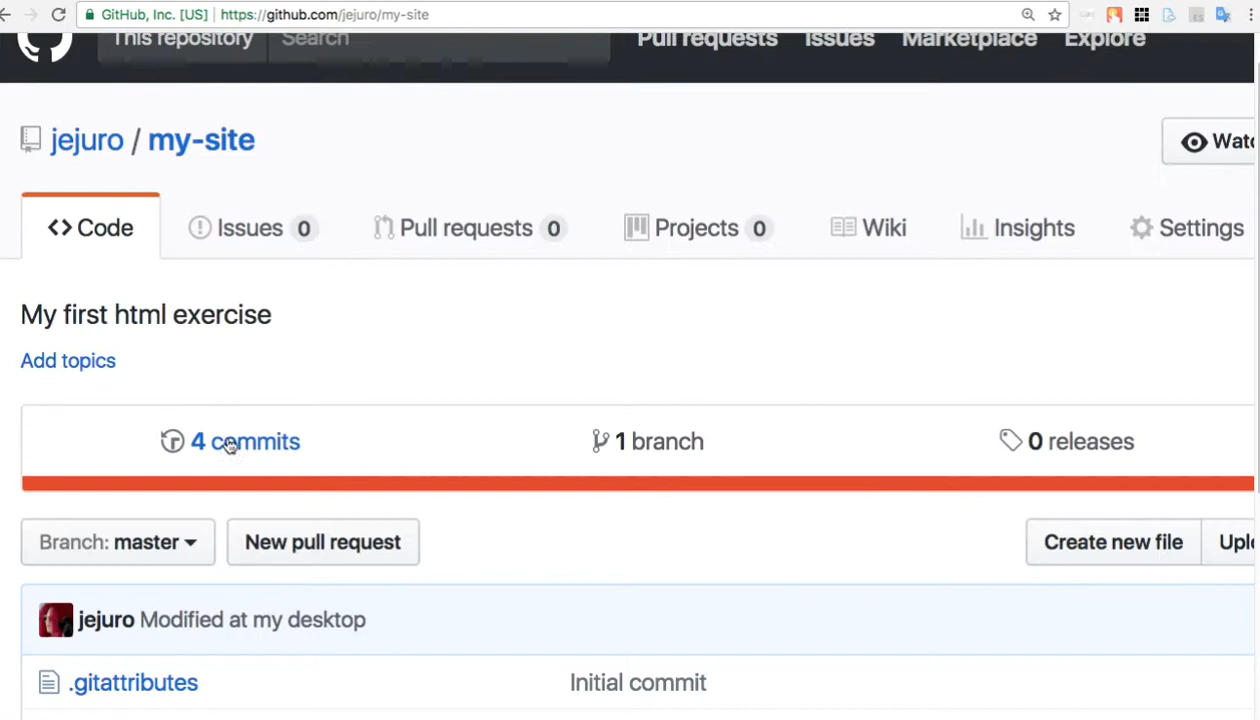 GitHub, Inc. [US] https://github.com/jejuro/my-site
This repository Search Pull requests Issues Marketplace Explore
jejuro / my-site
Code Issues 0 Pull requests 0 Projects 0 Wiki Insights Settings
My first html exercise
Add topics
4 commits 1 branch 0 releases
Branch: master New pull request Create new file
jejuro Modified at my desktop
.gitattributes Initial commit